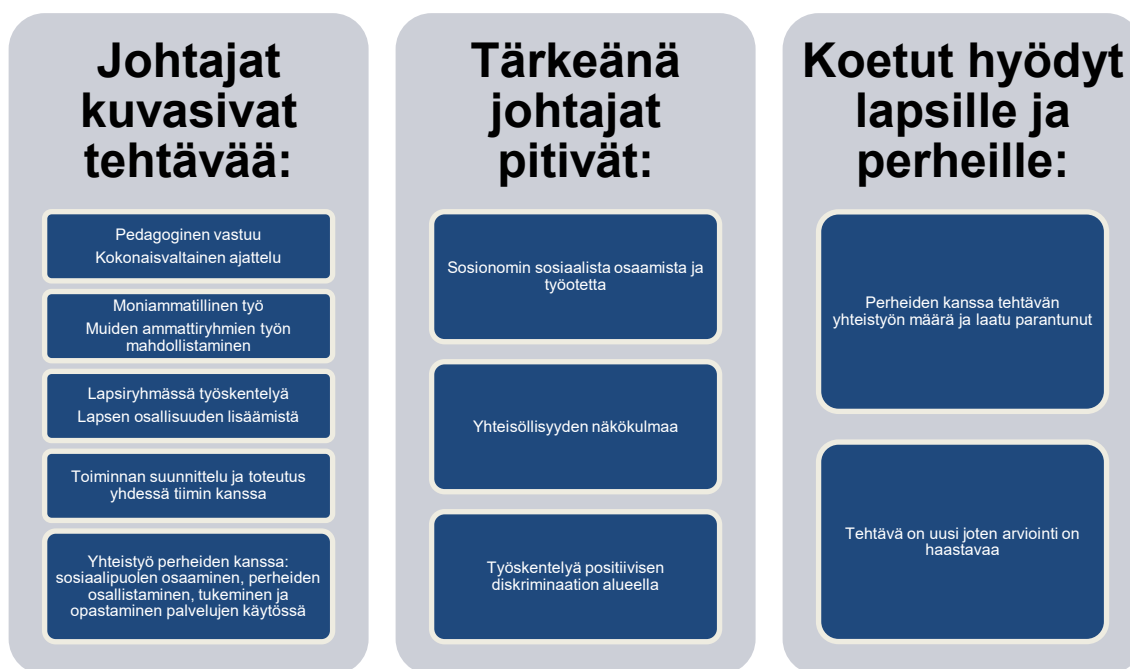 Johtajat
kuvasivat
tehtävää:
Pedagoginen vastuu
Kokonaisvaltainen ajattelu
Moniammatillinen työ
Muiden ammattiryhmien työn
mahdollistaminen
Lapsiryhmässä työskentelyä
Lapsen osallisuuden lisäämistä
Toiminnan suunnittelu ja toteutus
yhdessä tiimin kanssa
Yhteistyö perheiden kanssa:
sosiaalipuolen osaaminen, perheiden
osallistaminen, tukeminen ja
opastaminen palvelujen käytössä
Tärkeänä
johtajat
pitivät:
Sosionomin sosiaalista osaamista ja
työotetta
Yhteisöllisyyden näkökulmaa
Työskentelyä positiivisen
diskriminaation alueella
Koetut hyödyt
lapsille ja
perheille:
Perheiden kanssa tehtävän
yhteistyön määrä ja laatu parantunut
Tehtävä on uusi joten arviointi on
haastavaa